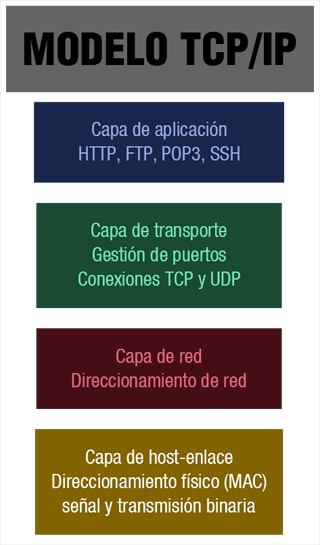 MODELO TCP/IP
Capa de aplicación
HTTP, FTP, POP3, SSH
Capa de transporte
Gestión de puertos
Conexiones TCP y UDP
Capa de red
Direccionamiento de red
Capa de host-enlace
Direccionamiento físico (MAC)
señal y transmisión binaria